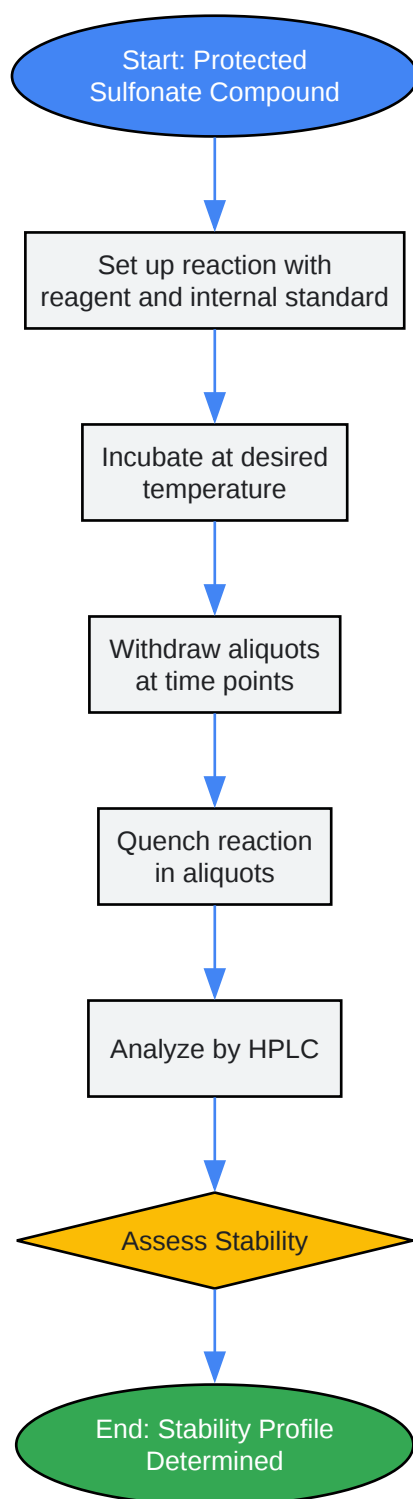 Start: Protected
Sulfonate Compound
Set up reaction with
reagent and internal standard
Incubate at desired
temperature
Withdraw aliquots
at time points
Quench reaction
in aliquots
Analyze by HPLC
Assess Stability
End: Stability Profile
Determined